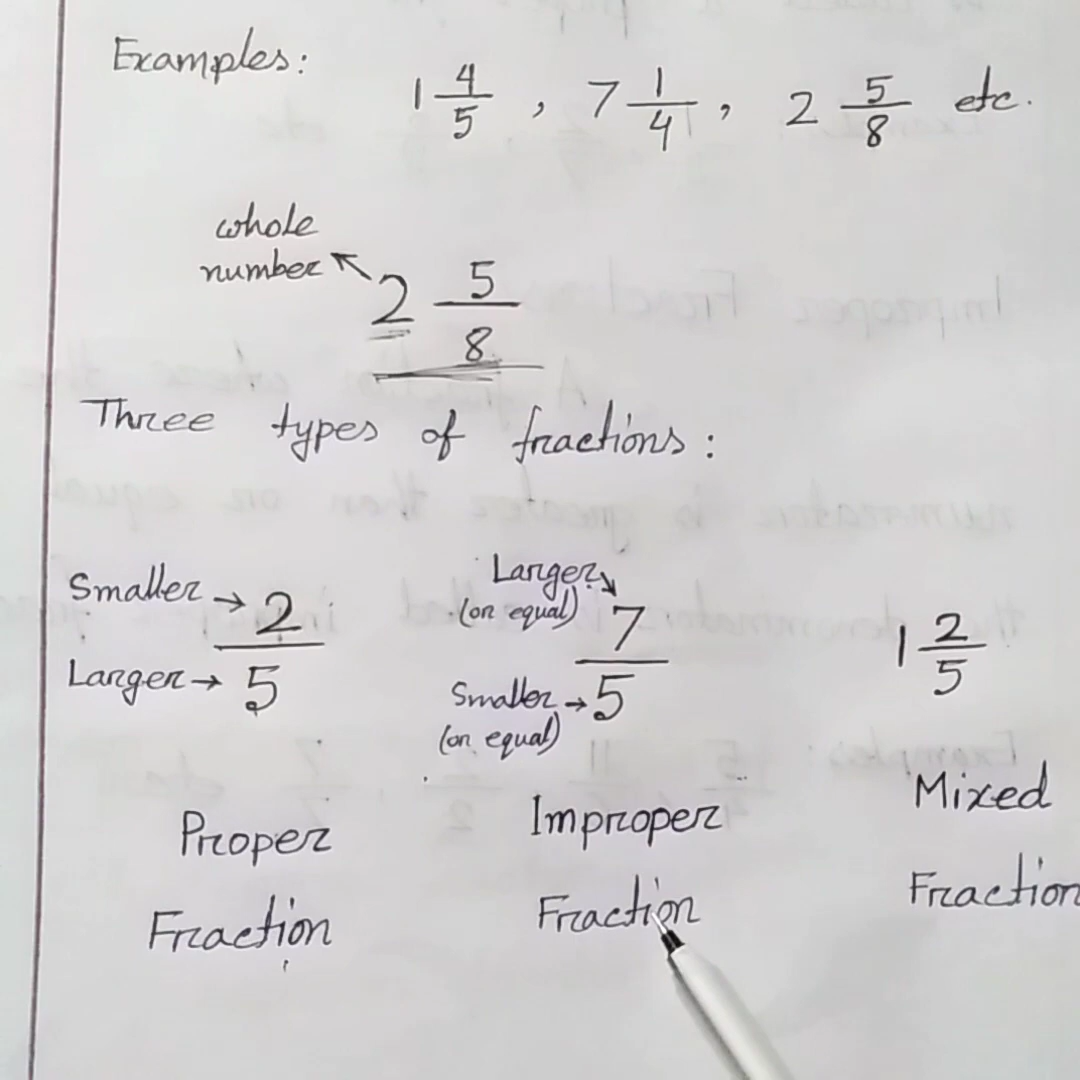 Examples: 1 4/5 , 7 1/4 , 2 5/8 etc.
whole
number
2 5/8
Three types of fractions:
Smaller → 2
Larger → 5
Larger
(or equal) 7
Smaller → 5
(or equal)
1 2/5
Proper
Fraction
Improper
Fraction
Mixed
Fraction